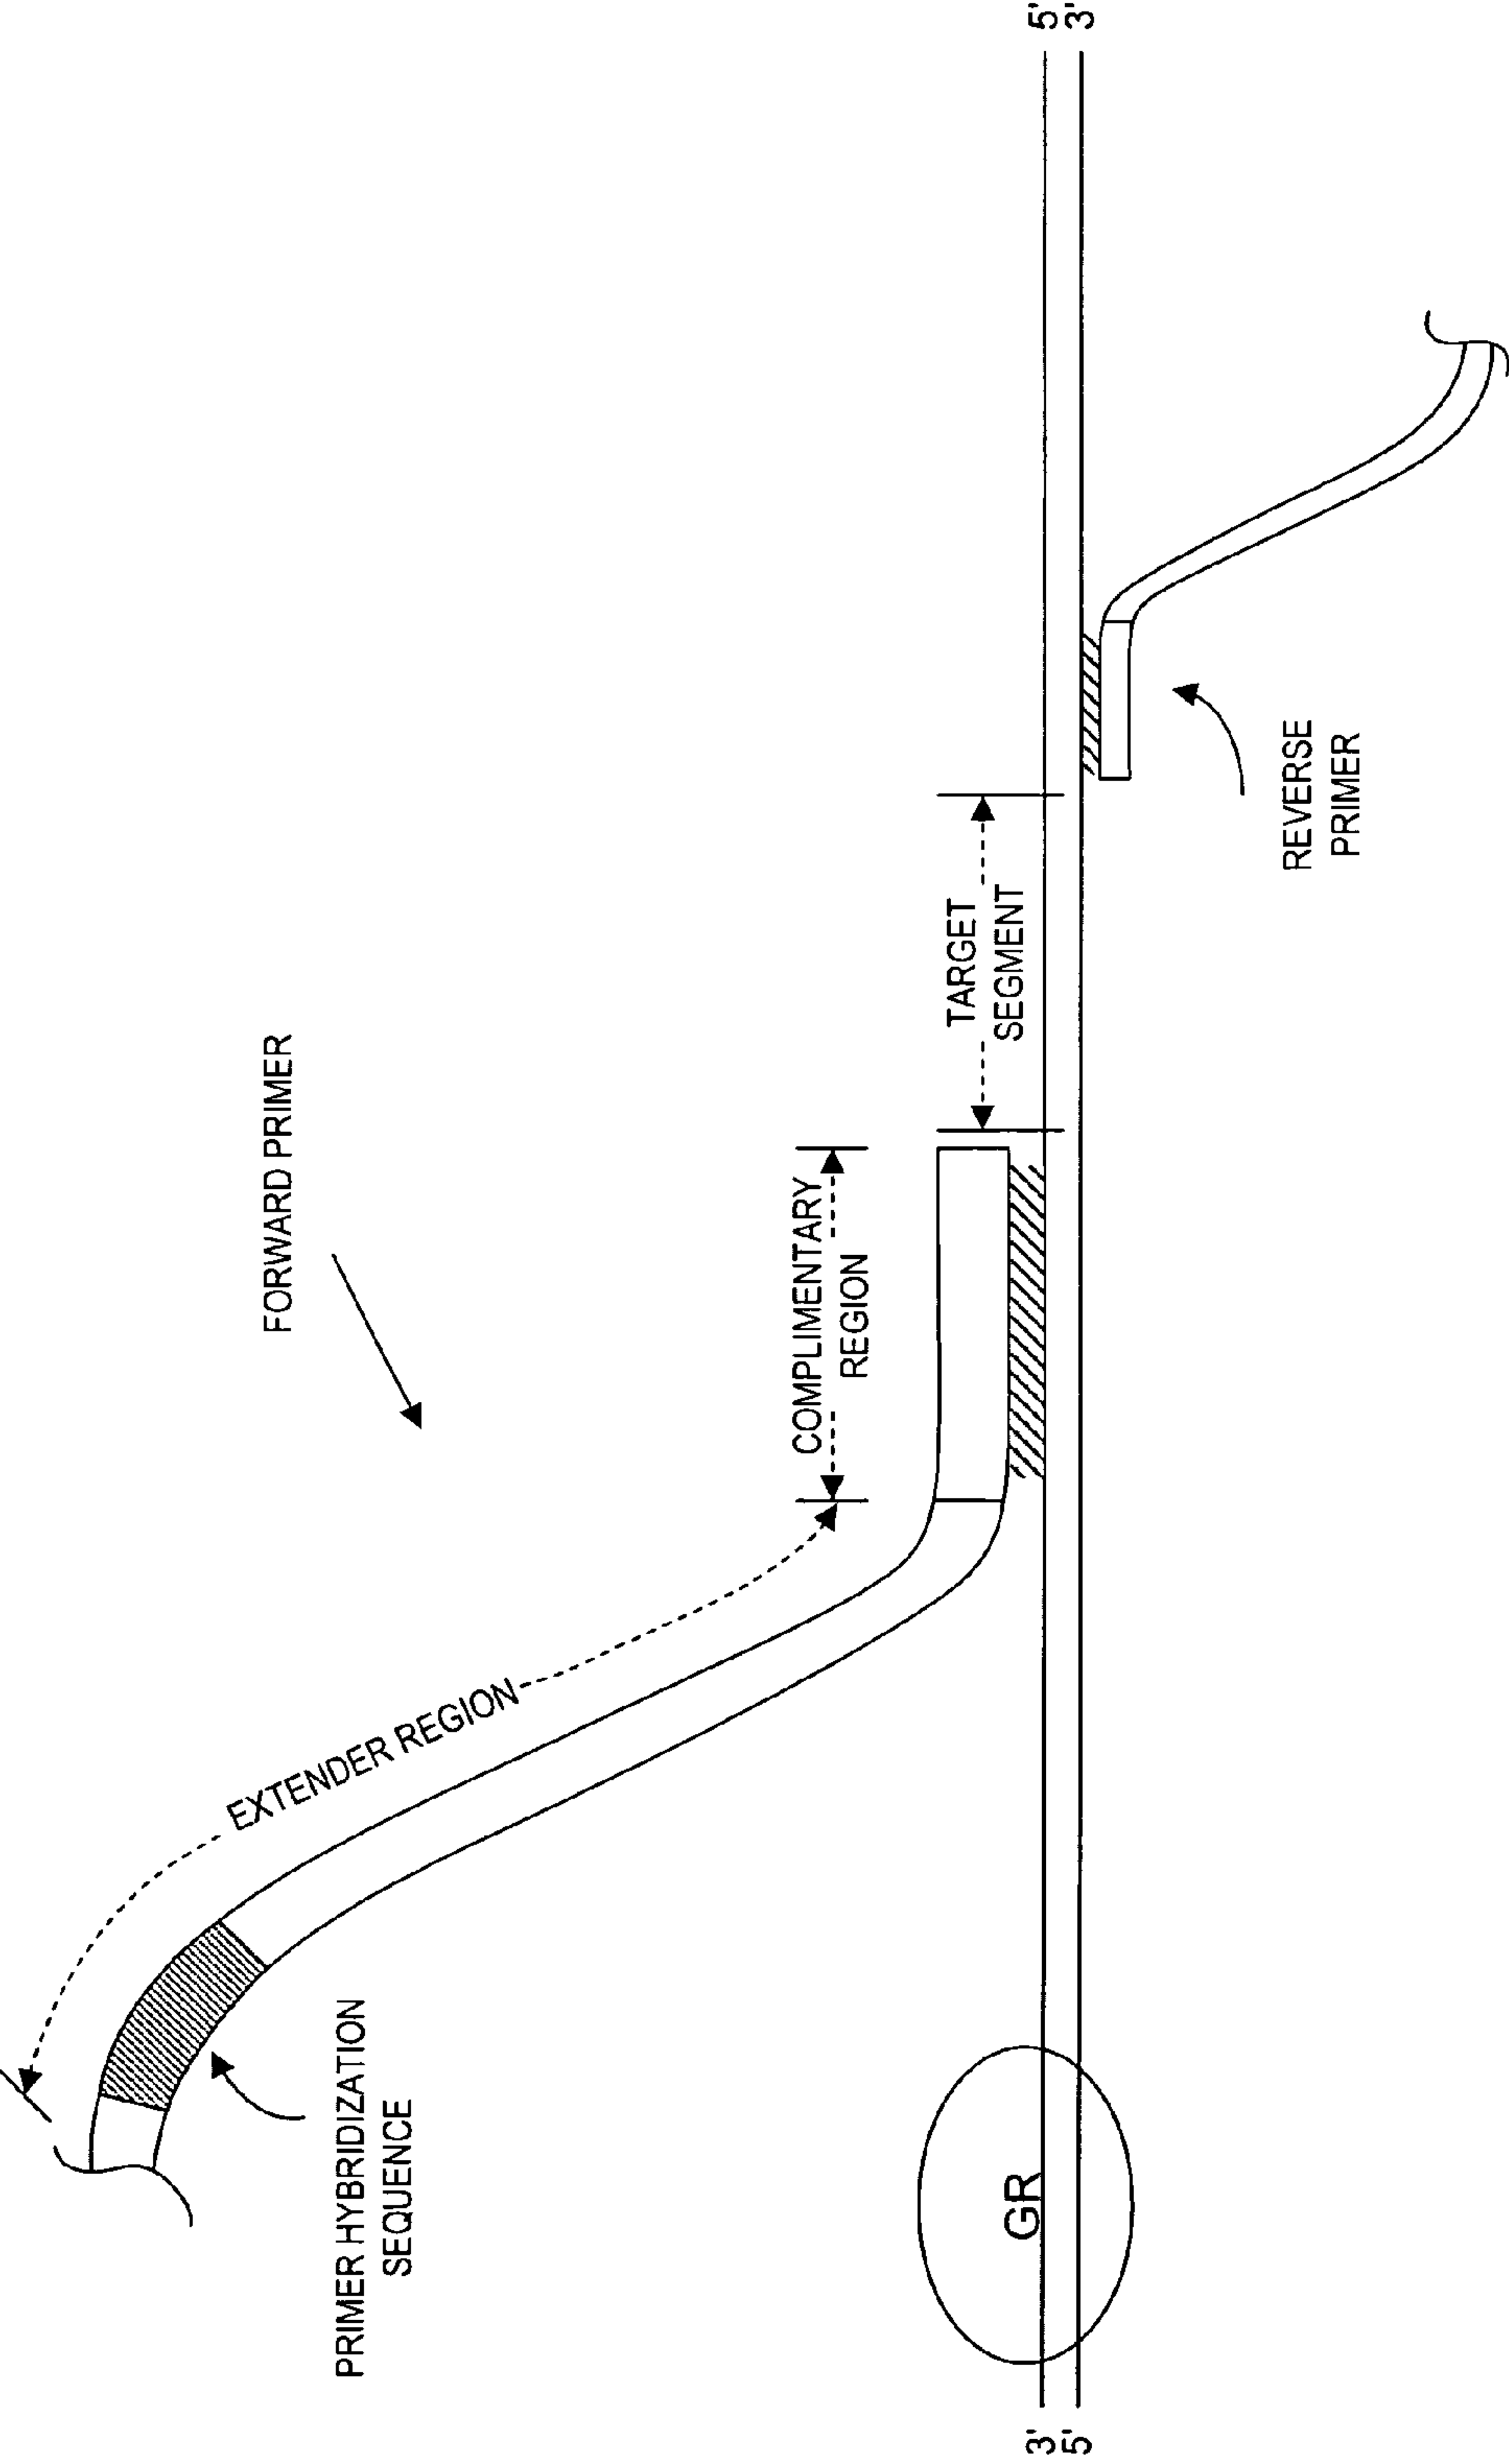 FORWARD PRIMER
EXTENDER REGION
PRIMER HYBRIDIZATION
SEQUENCE
COMPLIMENTARY
REGION
TARGET
SEGMENT
GR
3'
5'
5'
3'
REVERSE
PRIMER